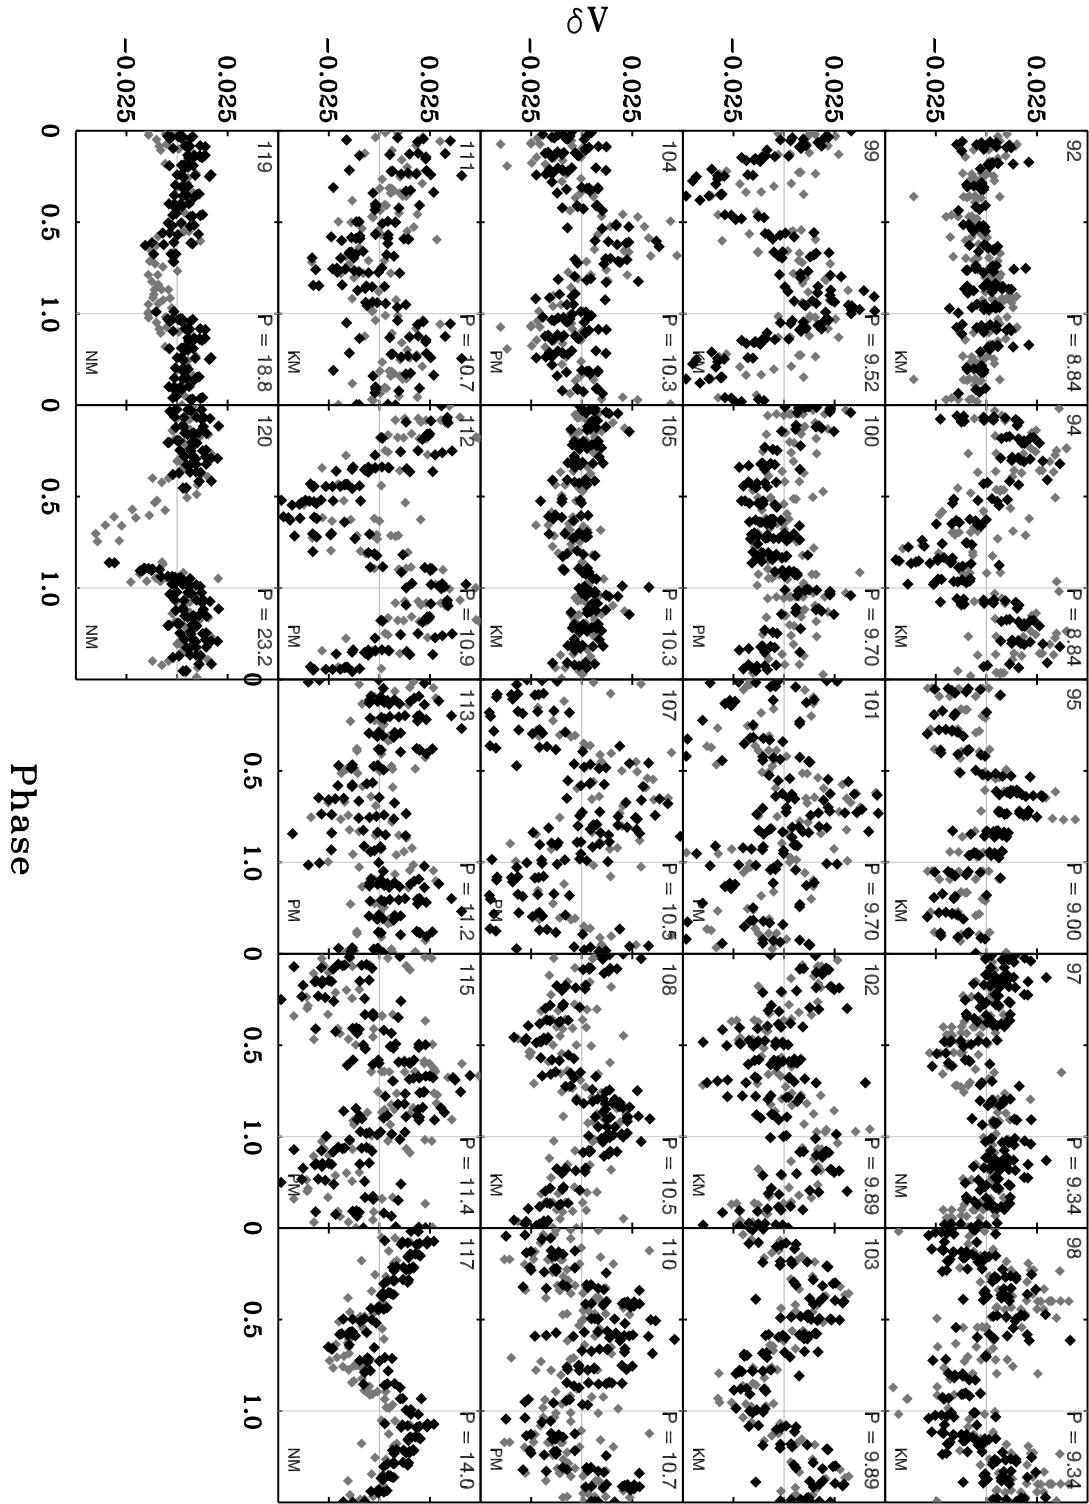 92 P = 8.84 94 P = 8.84 95 P = 9.00 97 P = 9.34 98 P = 9.34
0.025
−0.025
KM KM KM NM KM
99 P = 9.52 100 P = 9.70 101 P = 9.70 102 P = 9.89 103 P = 9.89
0.025
−0.025
KM PM PM KM KM
δV
104 P = 10.3 105 P = 10.3 107 P = 10.5 108 P = 10.5 110 P = 10.7
0.025
−0.025
PM KM PM KM PM
111 P = 10.7 112 P = 10.9 113 P = 11.2 115 P = 11.4 117 P = 14.0
0.025
−0.025
KM PM PM PM NM
0 0.5 1.0 0 0.5 1.0 0 0.5 1.0
119 P = 18.8 120 P = 23.2
0.025
−0.025
NM NM
0 0.5 1.0 0 0.5 1.0
Phase